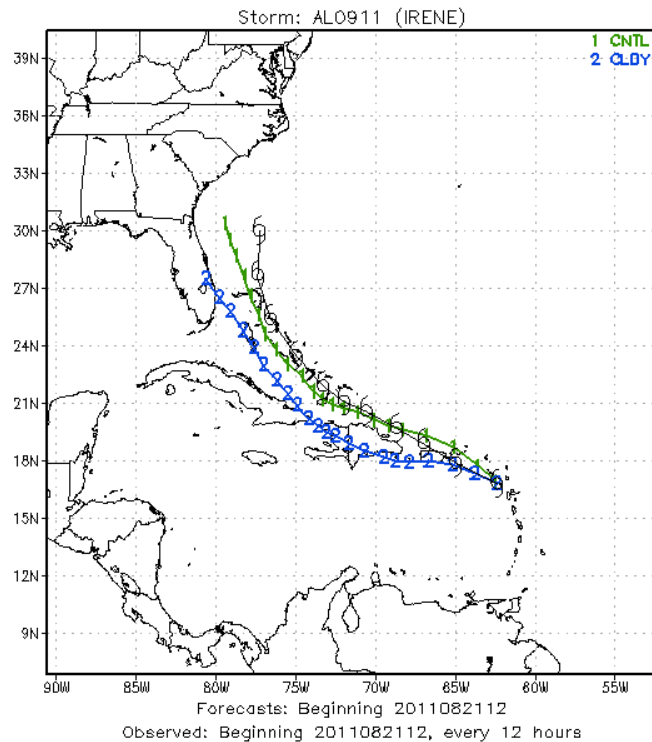 Storm: AL0911 (IRENE)
1 CNTL
2 CLDY
39N
36N
33N
30N
27N
24N
21N
18N
15N
12N
9N
90W 85W 80W 75W 70W 65W 60W 55W
Forecasts: Beginning 2011082112
Observed: Beginning 2011082112, every 12 hours